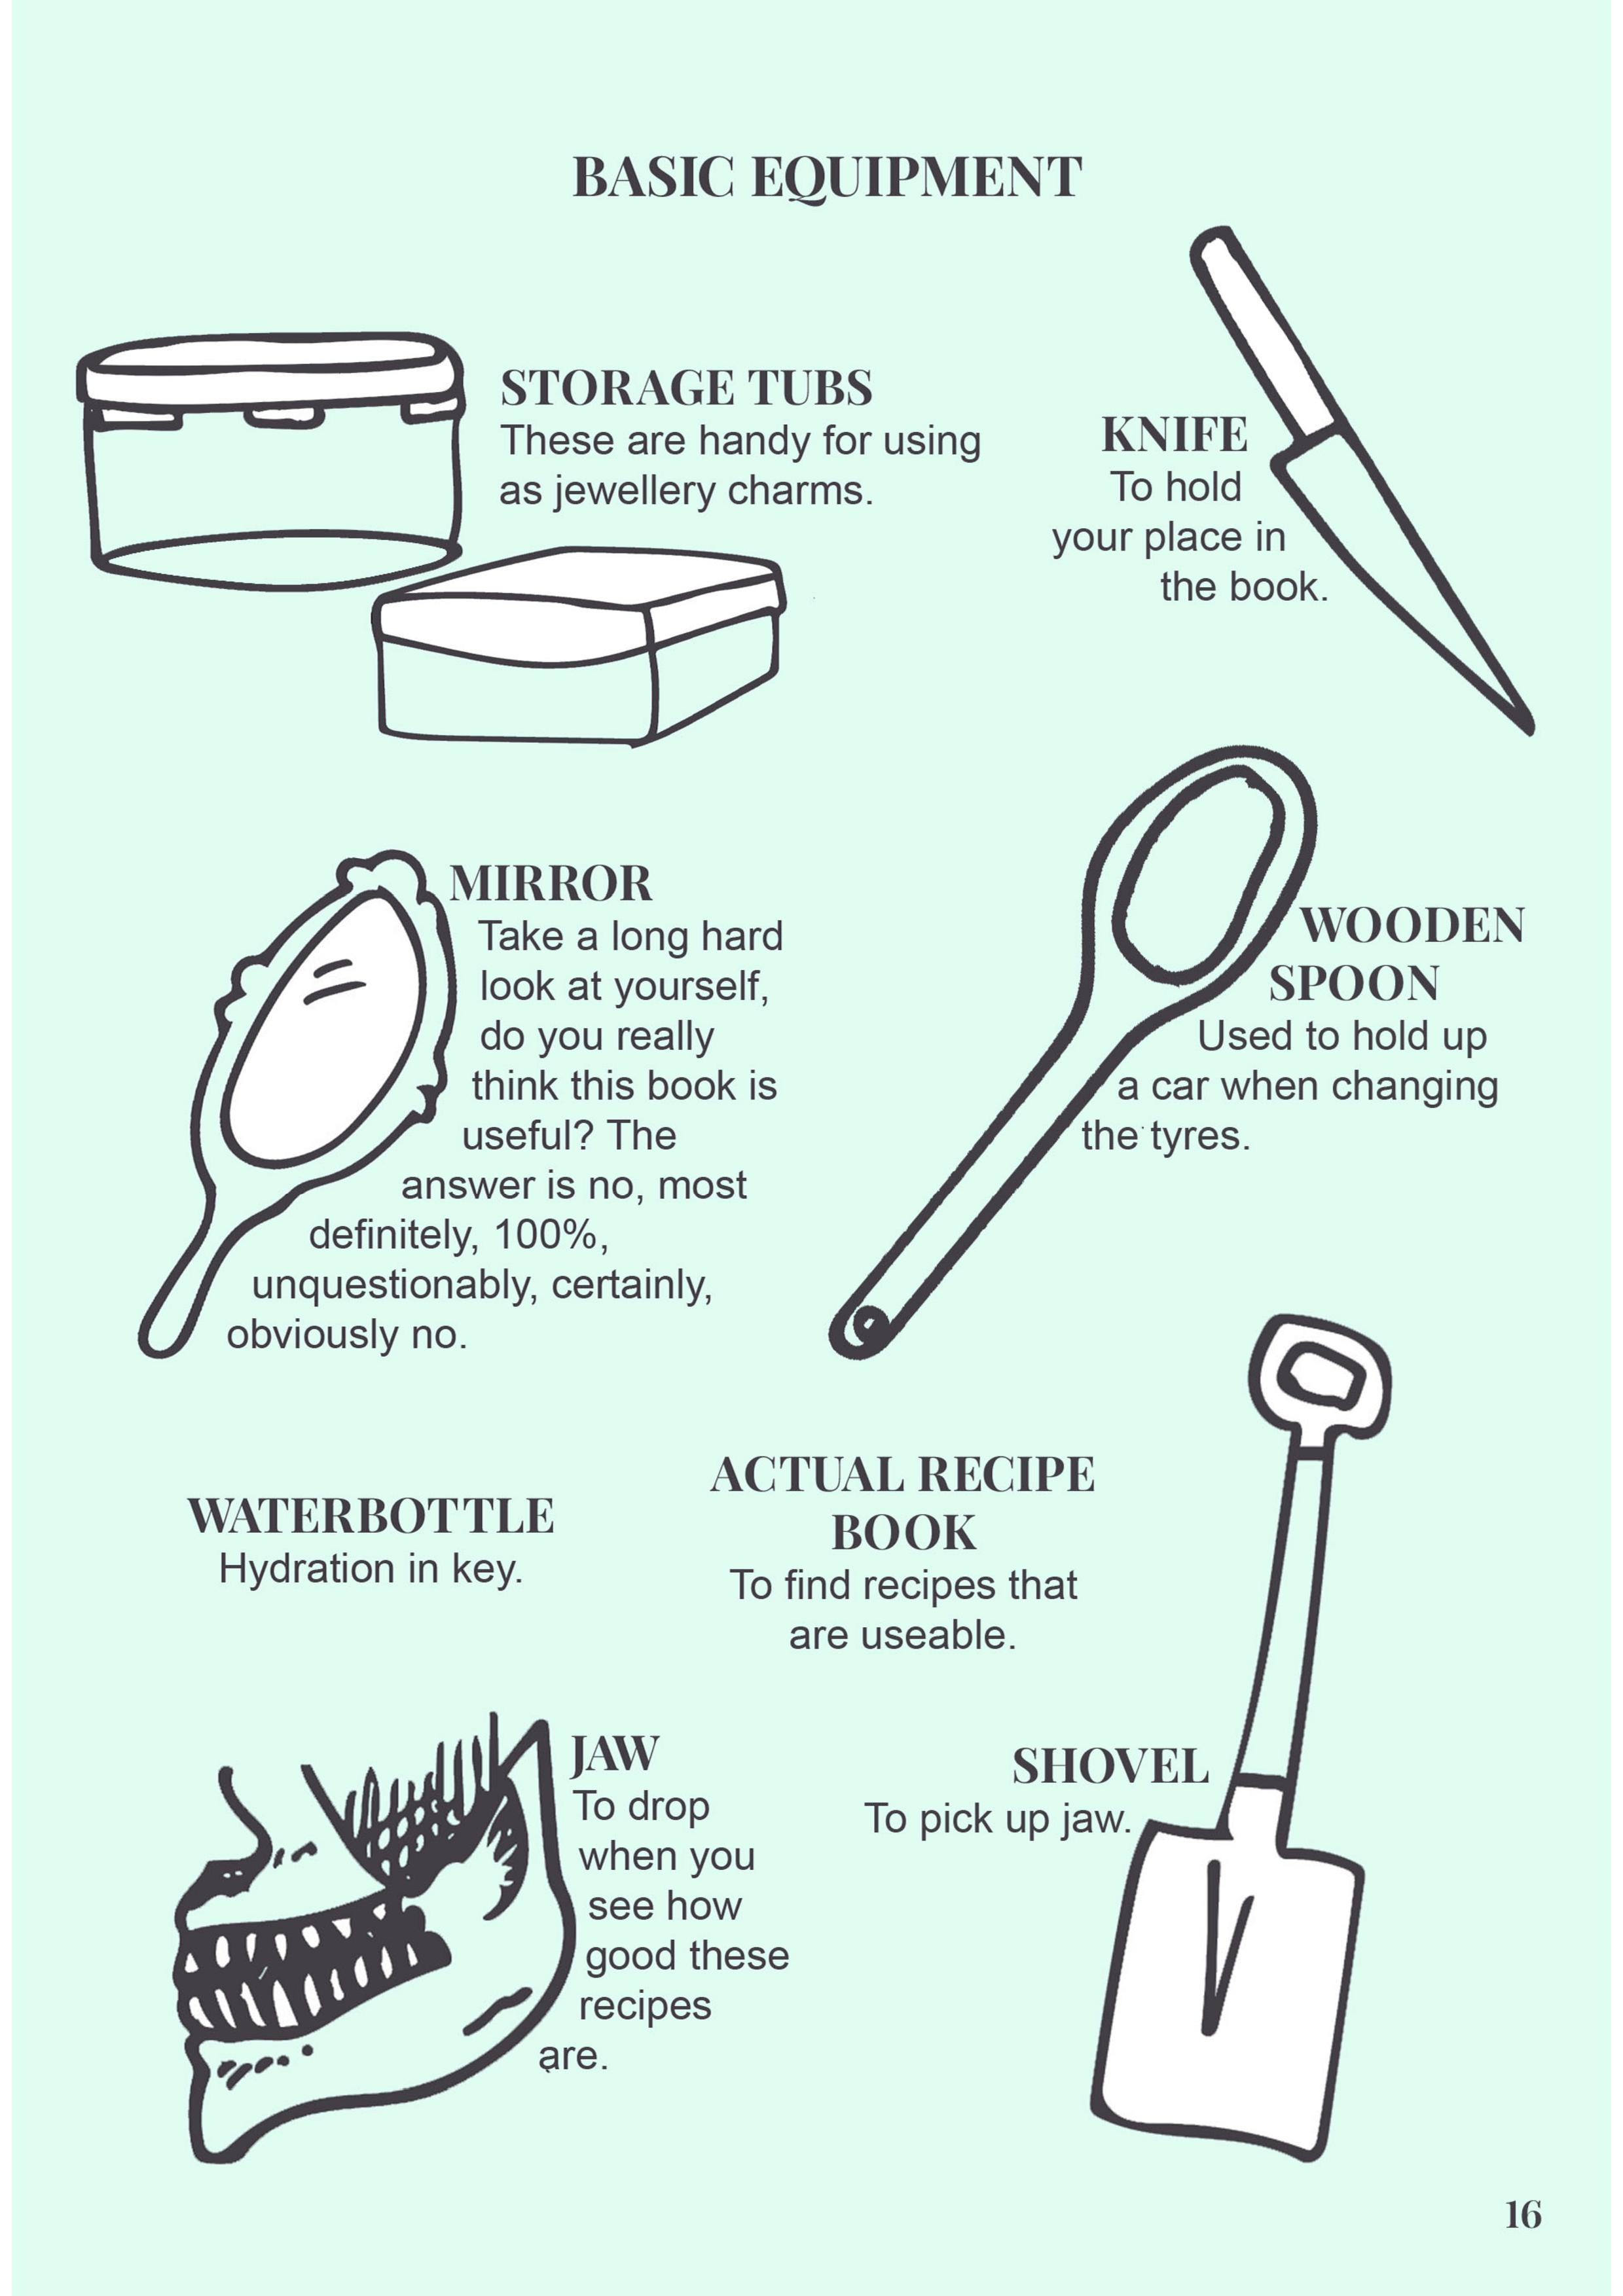 BASIC EQUIPMENT
STORAGE TUBS
These are handy for using
as jewellery charms.
KNIFE
To hold
your place in
the book.
MIRROR
Take a long hard
look at yourself,
do you really
think this book is
useful? The
answer is no, most
definitely, 100%,
unquestionably, certainly,
obviously no.
WOODEN
SPOON
Used to hold up
a car when changing
the tyres.
WATERBOTTLE
Hydration in key.
ACTUAL RECIPE
BOOK
To find recipes that
are useable.
JAW
To drop
when you
see how
good these
recipes
are.
SHOVEL
To pick up jaw.
16